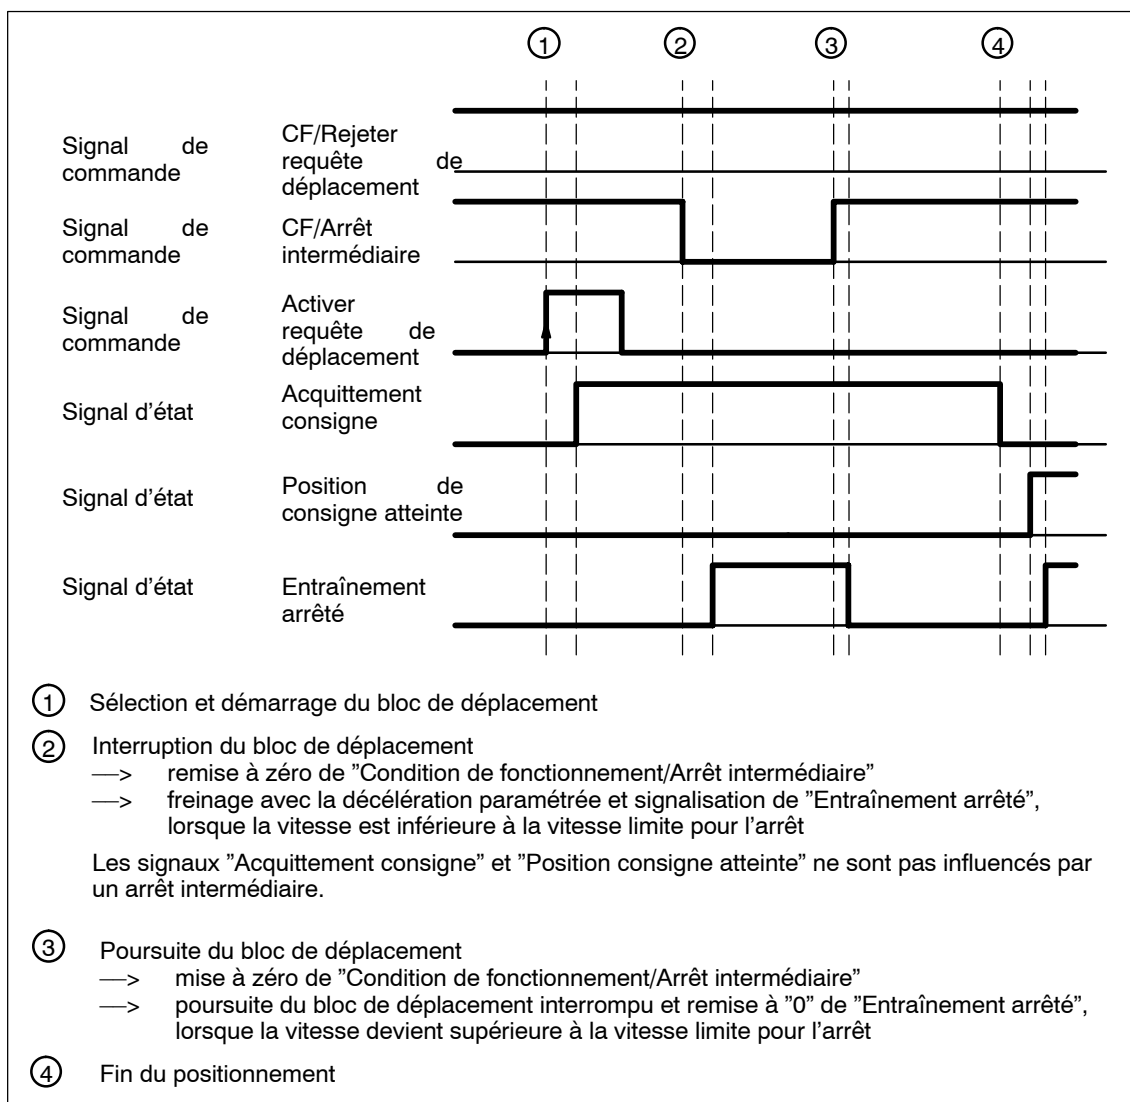 1 2 3 4
Signal de commande
CF/Rejeter requête de déplacement
Signal de commande
CF/Arrêt intermédiaire
Signal de commande
Activer requête de déplacement
Signal d'état
Acquittement consigne
Signal d'état
Position de consigne atteinte
Signal d'état
Entraînement arrêté
1 Sélection et démarrage du bloc de déplacement
2 Interruption du bloc de déplacement
—> remise à zéro de ”Condition de fonctionnement/Arrêt intermédiaire”
—> freinage avec la décélération paramétrée et signalisation de ”Entraînement arrêté”,
lorsque la vitesse est inférieure à la vitesse limite pour l'arrêt
Les signaux ”Acquittement consigne” et ”Position consigne atteinte” ne sont pas influencés par
un arrêt intermédiaire.
3 Poursuite du bloc de déplacement
—> mise à zéro de ”Condition de fonctionnement/Arrêt intermédiaire”
—> poursuite du bloc de déplacement interrompu et remise à ”0” de ”Entraînement arrêté”,
lorsque la vitesse devient supérieure à la vitesse limite pour l'arrêt
4 Fin du positionnement